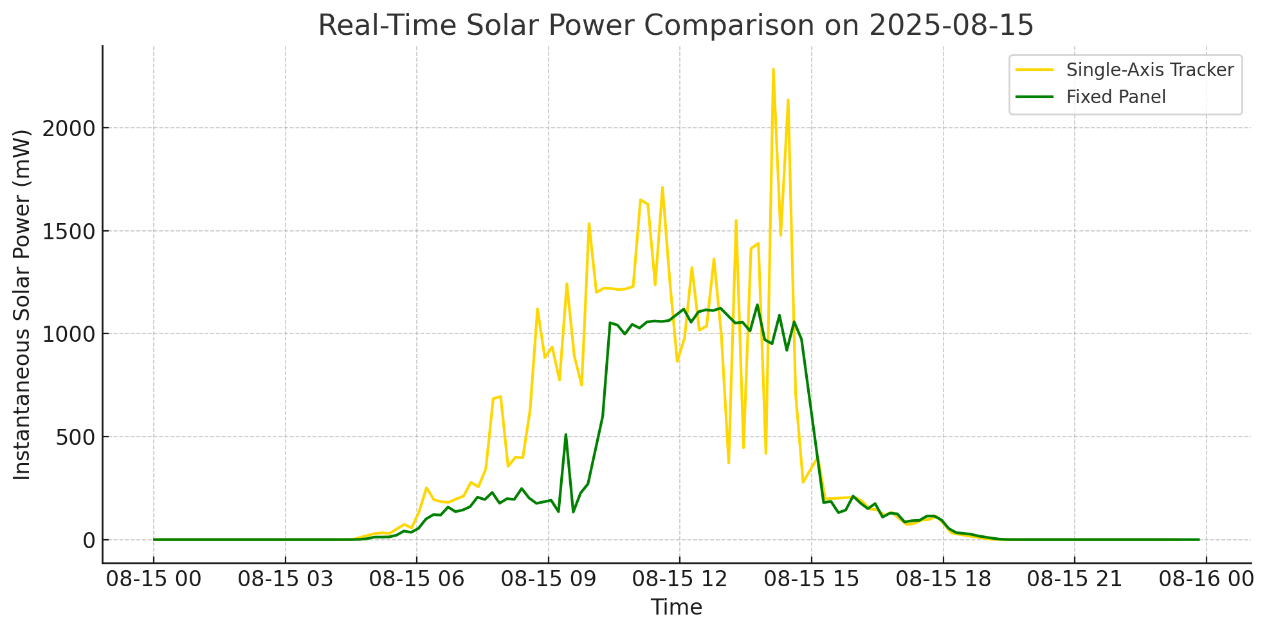 Real-Time Solar Power Comparison on 2025-08-15
Single-Axis Tracker
Fixed Panel
Instantaneous Solar Power (mW)
2000
1500
1000
500
0
08-15 00 08-15 03 08-15 06 08-15 09 08-15 12 08-15 15 08-15 18 08-15 21 08-16 00
Time